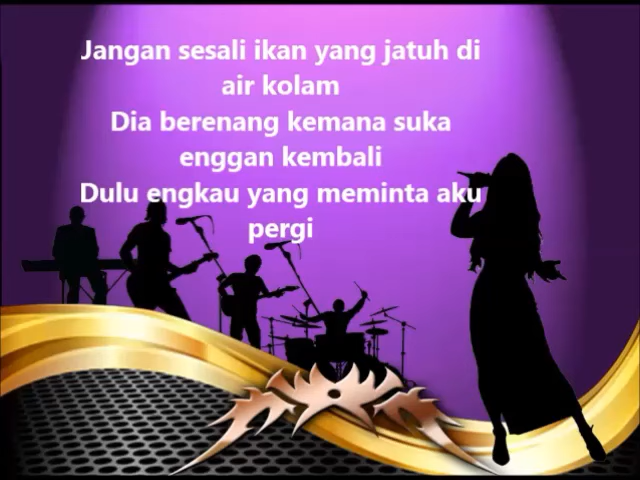 Jangan sesali ikan yang jatuh di
air kolam
Dia berenang kemana suka
enggan kembali
Dulu engkau yang meminta aku
pergi